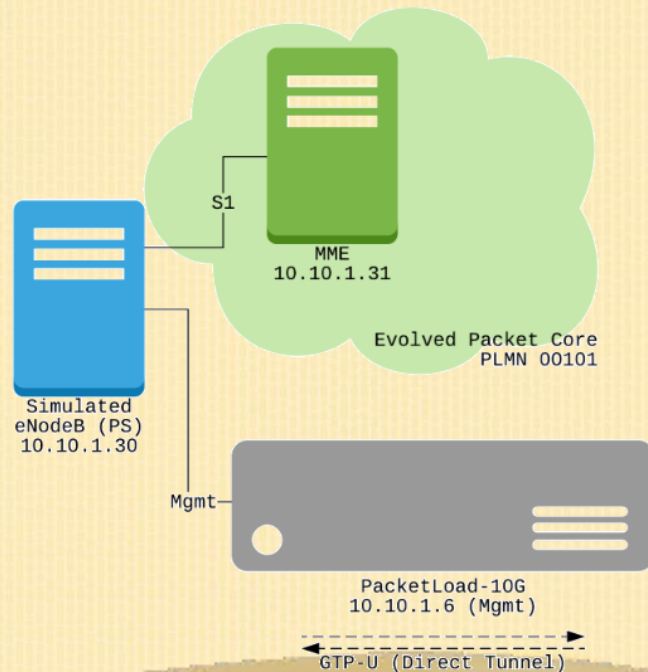 S1
MME
10.10.1.31
Evolved Packet Core
PLMN 00101
Simulated
eNodeB (PS)
10.10.1.30
Mgmt
PacketLoad-10G
10.10.1.6 (Mgmt)
GTP-U (Direct Tunnel)